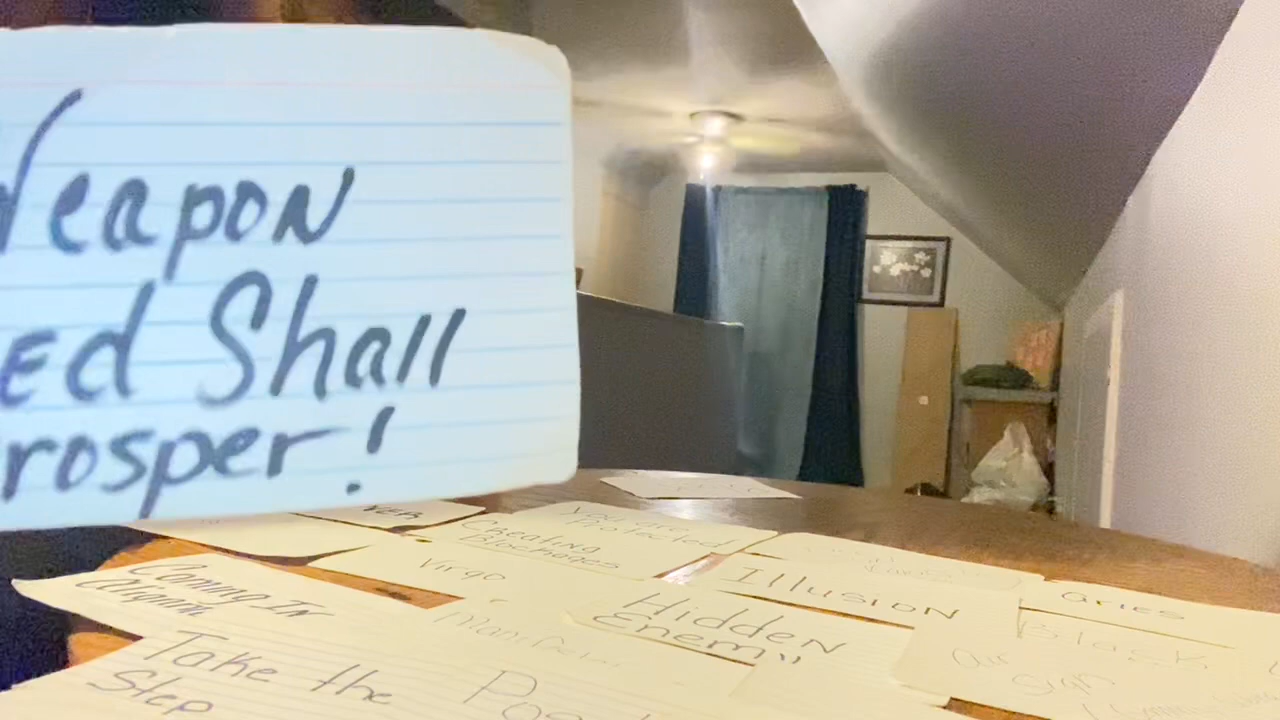 Weapon
ed Shall
rosper!
VER
You are
Protected
Creating
Blockages
Virgo
Illusion
Aries
Coming In
Hidden
Enemy
Black
Air
Sign
Take the
Step